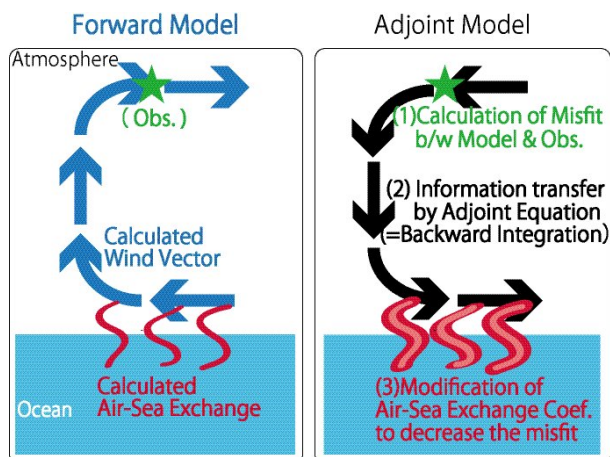 Forward Model
Atmosphere
( Obs.)
Calculated
Wind Vector
Calculated
Air-Sea Exchange
Ocean
Adjoint Model
(1)Calculation of Misfit
b/w Model & Obs.
(2) Information transfer
by Adjoint Equation
(=Backward Integration)
(3)Modification of
Air-Sea Exchange Coef.
to decrease the misfit